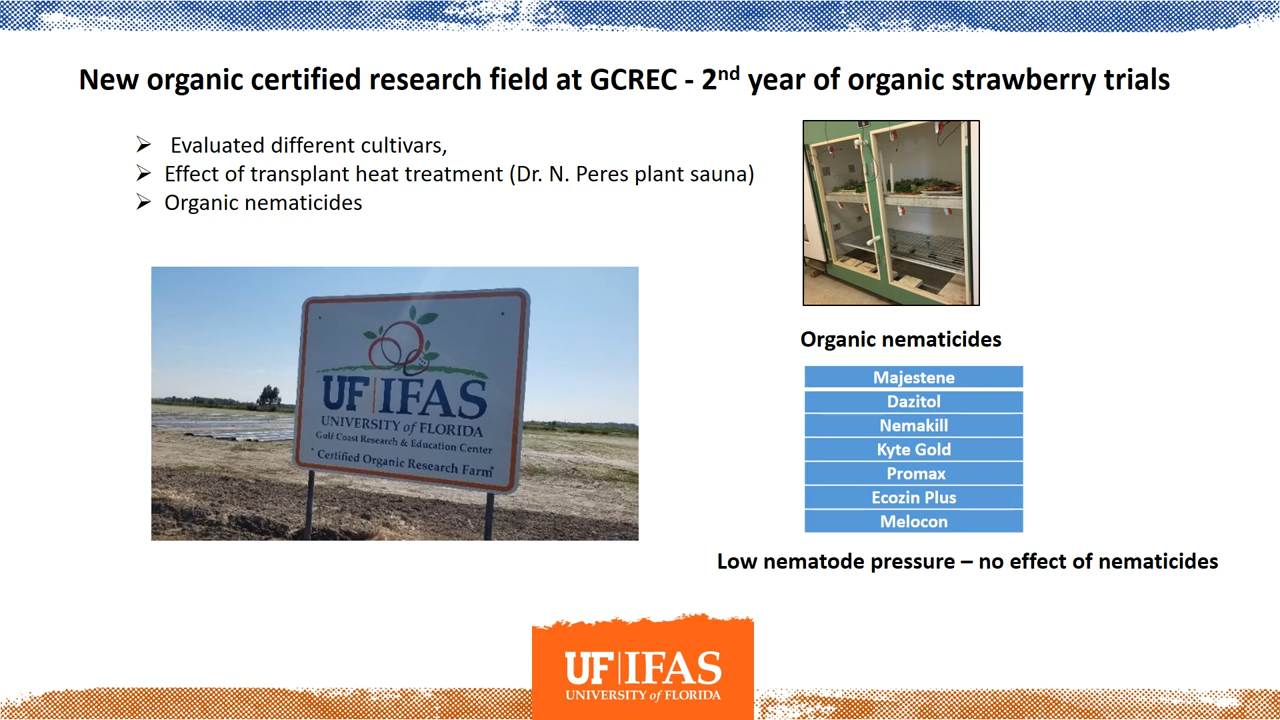 New organic certified research field at GCREC - 2nd year of organic strawberry trials
Evaluated different cultivars,
Effect of transplant heat treatment (Dr. N. Peres plant sauna)
Organic nematicides
UF|IFAS
UNIVERSITY of FLORIDA
Gulf Coast Research & Education Center
Certified Organic Research Farm
Organic nematicides
Majestene
Dazitol
Nemakill
Kyte Gold
Promax
Ecozin Plus
Melocon
Low nematode pressure – no effect of nematicides
UF|IFAS
UNIVERSITY of FLORIDA